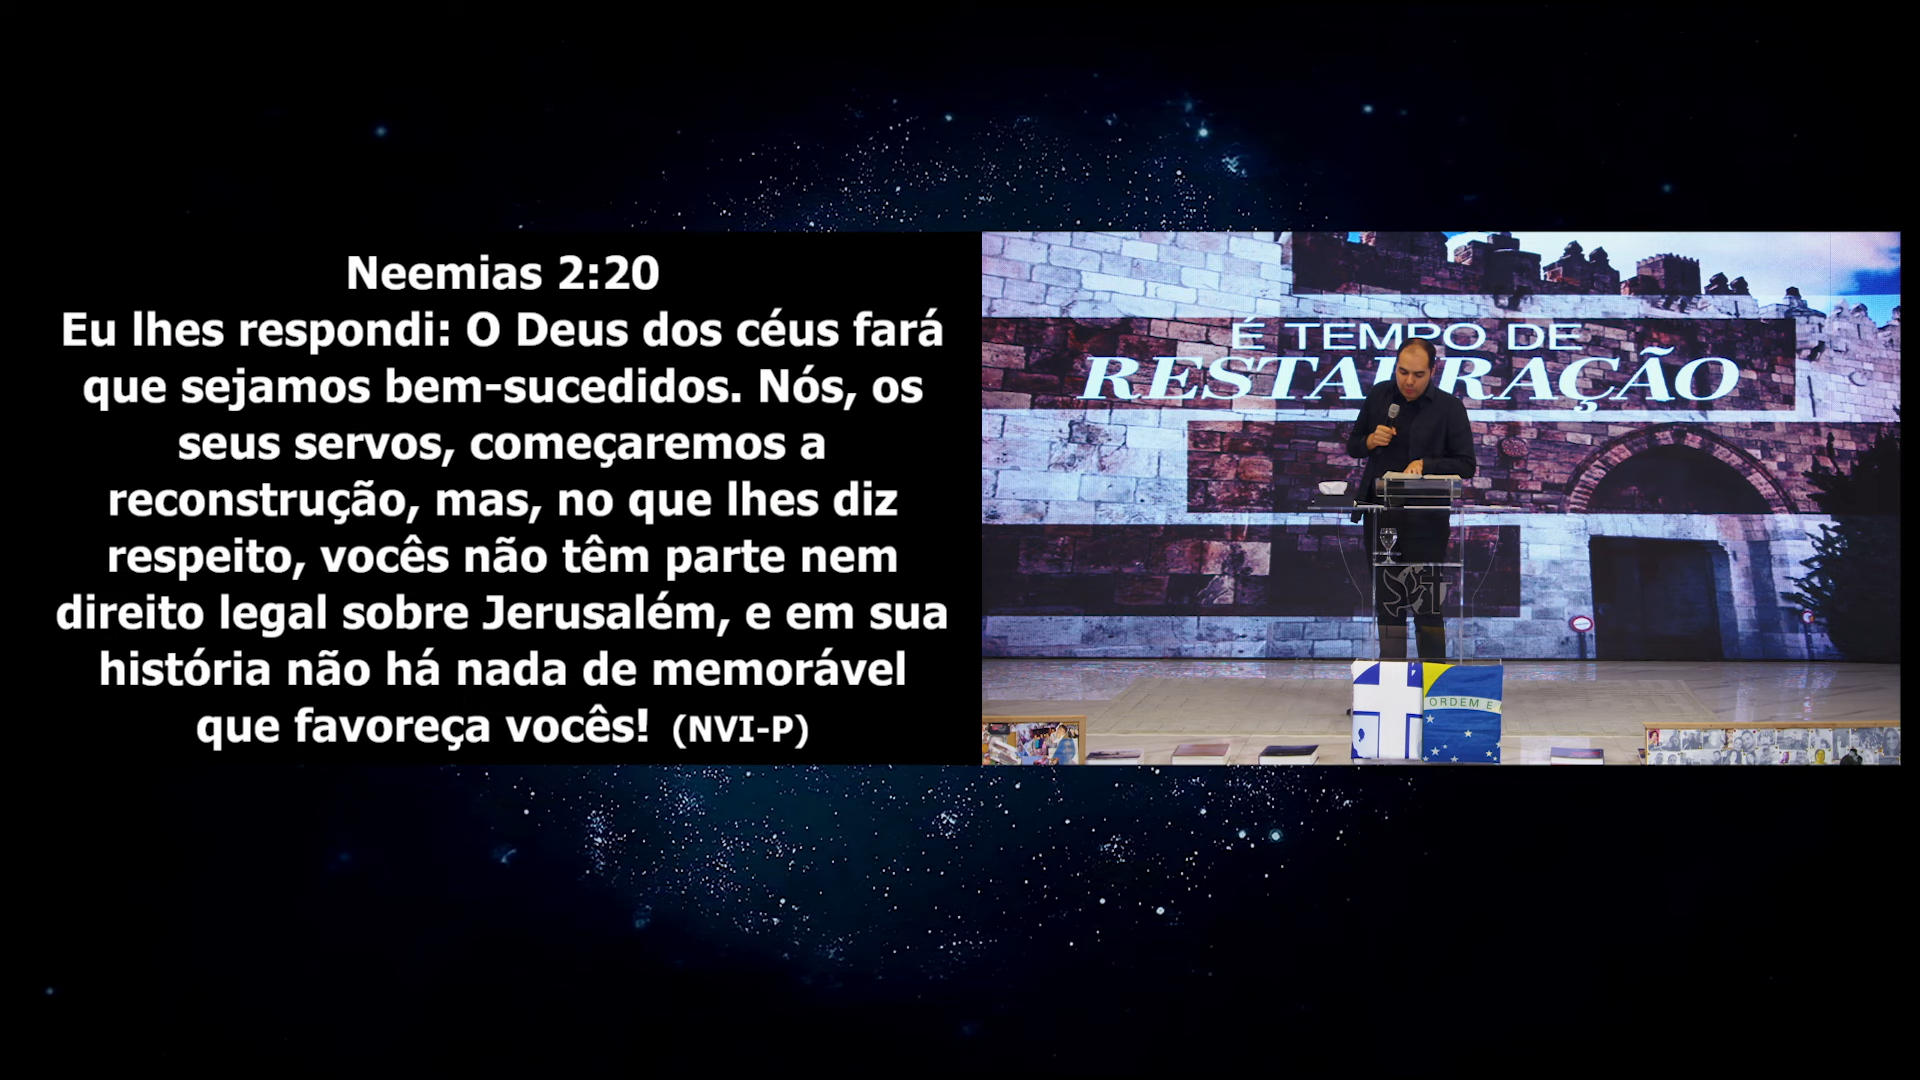 Neemias 2:20
Eu lhes respondi: O Deus dos céus fará
que sejamos bem-sucedidos. Nós, os
seus servos, começaremos a
reconstrução, mas, no que lhes diz
respeito, vocês não têm parte nem
direito legal sobre Jerusalém, e em sua
história não há nada de memorável
que favoreça vocês! (NVI-P)
É TEMPO DE
RESTAURAÇÃO
ORDEM E